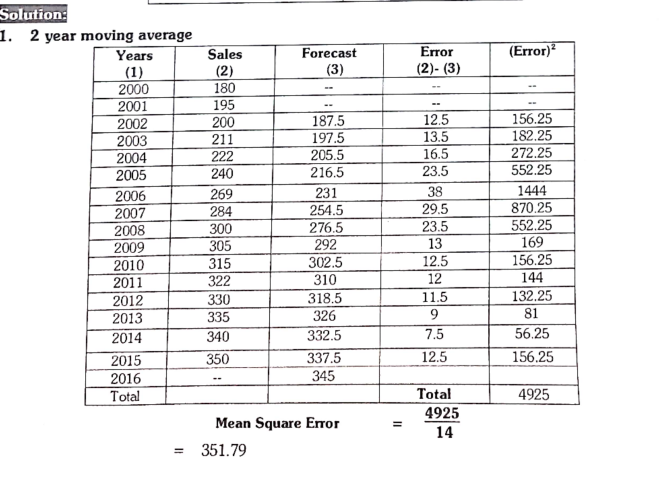 Solution:
1. 2 year moving average
Years (1) Sales (2) Forecast (3) Error (2)- (3) (Error)²
2000 180 -- -- --
2001 195 -- -- --
2002 200 187.5 12.5 156.25
2003 211 197.5 13.5 182.25
2004 222 205.5 16.5 272.25
2005 240 216.5 23.5 552.25
2006 269 231 38 1444
2007 284 254.5 29.5 870.25
2008 300 276.5 23.5 552.25
2009 305 292 13 169
2010 315 302.5 12.5 156.25
2011 322 310 12 144
2012 330 318.5 11.5 132.25
2013 335 326 9 81
2014 340 332.5 7.5 56.25
2015 350 337.5 12.5 156.25
2016 -- 345
Total Total 4925
Mean Square Error = 4925
14
= 351.79